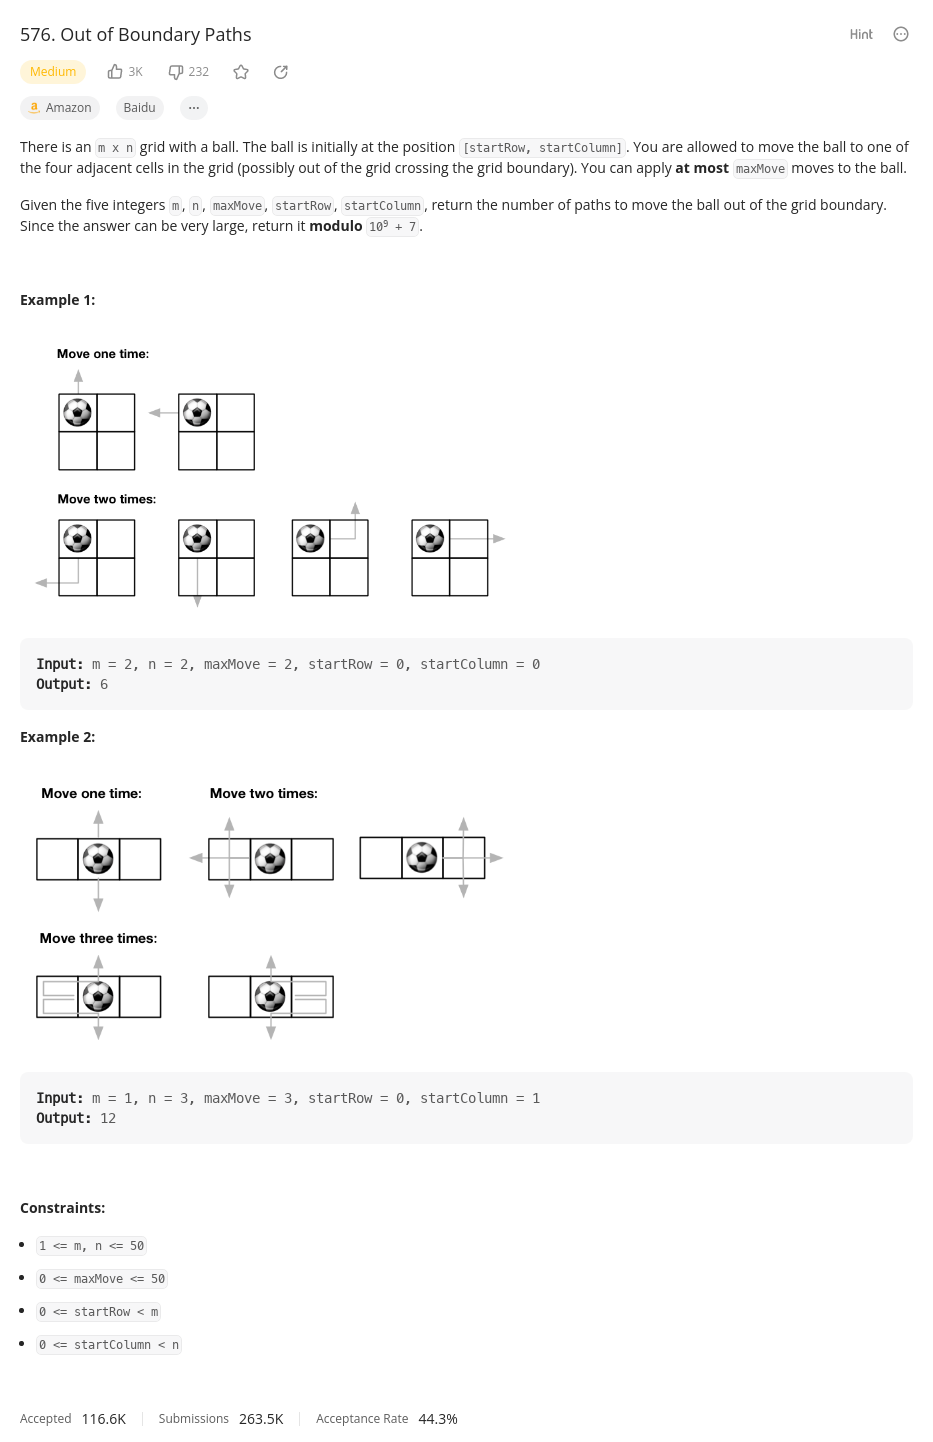 576. Out of Boundary Paths
Hint
Medium 3K 232
Amazon Baidu ...
There is an m x n grid with a ball. The ball is initially at the position [startRow, startColumn]. You are allowed to move the ball to one of
the four adjacent cells in the grid (possibly out of the grid crossing the grid boundary). You can apply at most maxMove moves to the ball.
Given the five integers m, n, maxMove, startRow, startColumn, return the number of paths to move the ball out of the grid boundary.
Since the answer can be very large, return it modulo 10⁹ + 7.
Example 1:
Move one time:
Move two times:
Input: m = 2, n = 2, maxMove = 2, startRow = 0, startColumn = 0
Output: 6
Example 2:
Move one time: Move two times:
Move three times:
Input: m = 1, n = 3, maxMove = 3, startRow = 0, startColumn = 1
Output: 12
Constraints:
• 1 <= m, n <= 50
• 0 <= maxMove <= 50
• 0 <= startRow < m
• 0 <= startColumn < n
Accepted 116.6K Submissions 263.5K Acceptance Rate 44.3%